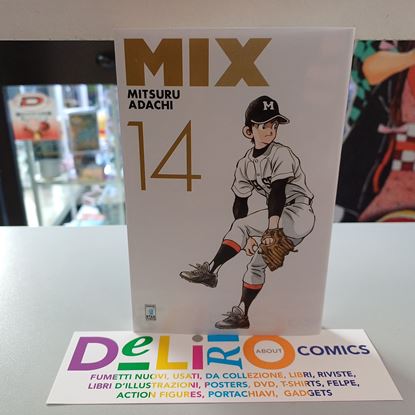 MIX
MITSURU
ADACHI
14
M
STAR
DeLiRIO ABOUT COMICS
FUMETTI NUOVI, USATI, DA COLLEZIONE, LIBRI, RIVISTE,
LIBRI D'ILLUSTRAZIONI, POSTERS, DVD, T-SHIRTS, FELPE,
ACTION FIGURES, PORTACHIAVI, GADGETS